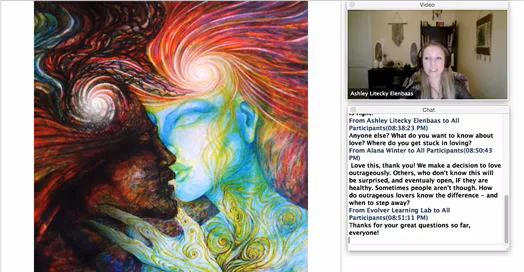 Video
Ashley Litecky Elenbaas
Chat
is right?
From Ashley Litecky Elenbaas to All
Participants(08:38:23 PM)
Anyone else? What do you want to know about
love? Where do you get stuck in loving?
From Alana Winter to All Participants(08:50:43
PM)
Love this, thank you! We make a decision to love
outrageously. Others, who don't know this will
be surprised, and eventualy open, IF they are
healthy. Sometimes people aren't though. How
do outrageous lovers know the difference - and
when to step away?
From Evolver Learning Lab to All
Participants(08:51:11 PM)
Thanks for your great questions so far,
everyone!